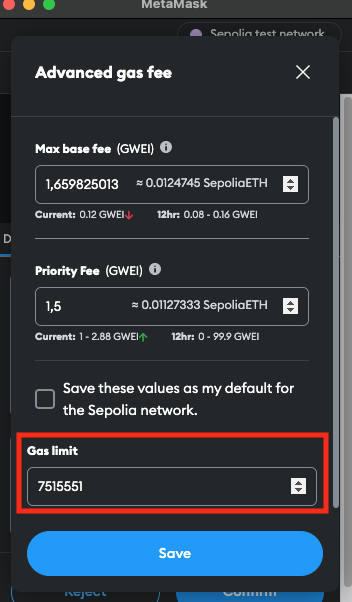 MetaMask
Sepolia test network
Advanced gas fee
Max base fee (GWEI)
1,659825013 ≈ 0.0124745 SepoliaETH
Current: 0.12 GWEI 12hr: 0.08 - 0.16 GWEI
D
Priority Fee (GWEI)
1,5 ≈ 0.01127333 SepoliaETH
Current: 1 - 2.88 GWEI 12hr: 0 - 99.9 GWEI
Save these values as my default for
the Sepolia network.
Gas limit
7515551
Save
Reject Confirm